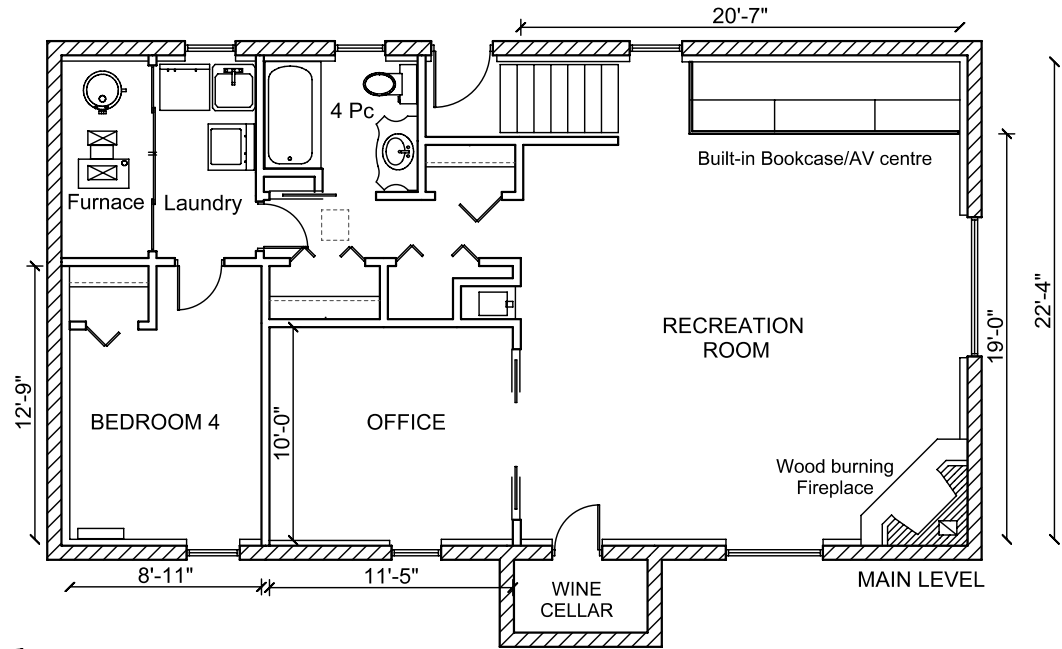 20'-7"
4 Pc
Built-in Bookcase/AV centre
Furnace
Laundry
22'-4"
19'-0"
RECREATION
ROOM
12'-9"
BEDROOM 4
10'-0"
OFFICE
Wood burning
Fireplace
8'-11"
11'-5"
WINE
CELLAR
MAIN LEVEL